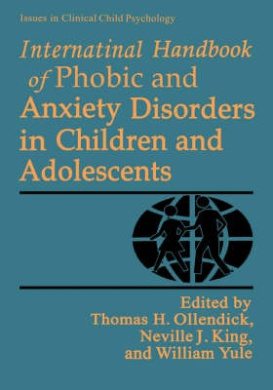 Issues in Clinical Child Psychology
Internatinal Handbook
of Phobic and
Anxiety Disorders
in Children and
Adolescents
Edited by
Thomas H. Ollendick,
Neville J. King,
and William Yule